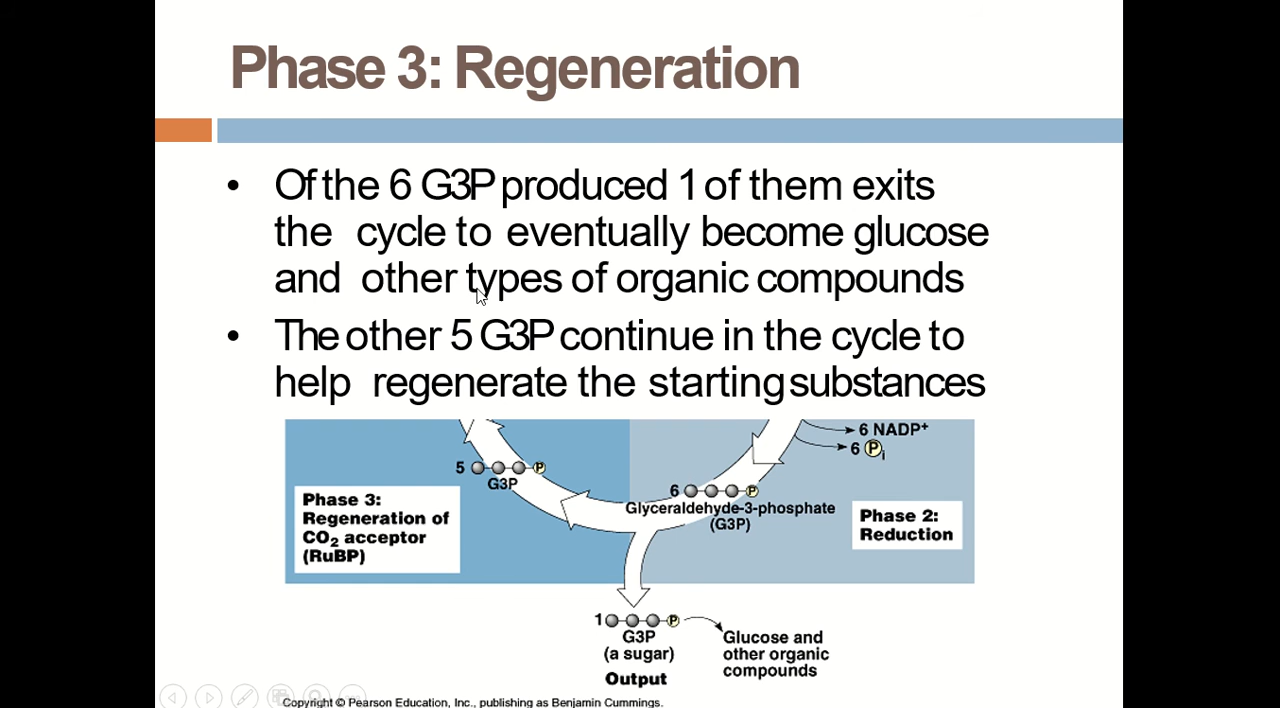 Phase 3: Regeneration
• Of the 6 G3P produced 1 of them exits
the cycle to eventually become glucose
and other types of organic compounds
• The other 5 G3P continue in the cycle to
help regenerate the starting substances
6 NADP+
6 Pi
5 P
G3P
6 P
Glyceraldehyde-3-phosphate
(G3P)
Phase 3:
Regeneration of
CO2 acceptor
(RuBP)
Phase 2:
Reduction
1 P
G3P
(a sugar)
Output
Glucose and
other organic
compounds
Copyright © Pearson Education, Inc., publishing as Benjamin Cummings.